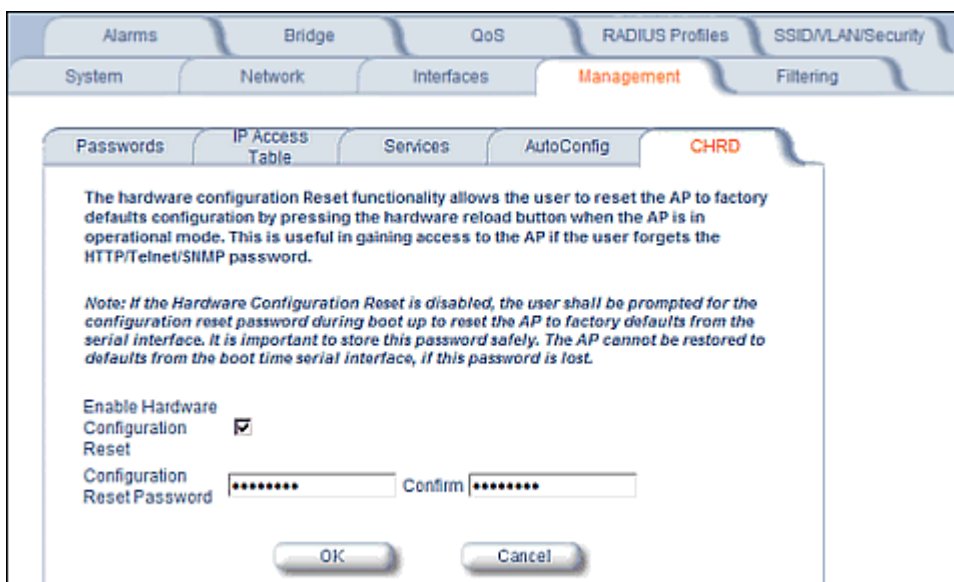 Alarms Bridge QoS RADIUS Profiles SSID/VLAN/Security
System Network Interfaces Management Filtering
Passwords IP Access Table Services AutoConfig CHRD
The hardware configuration Reset functionality allows the user to reset the AP to factory
defaults configuration by pressing the hardware reload button when the AP is in
operational mode. This is useful in gaining access to the AP if the user forgets the
HTTP/Telnet/SNMP password.
Note: If the Hardware Configuration Reset is disabled, the user shall be prompted for the
configuration reset password during boot up to reset the AP to factory defaults from the
serial interface. It is important to store this password safely. The AP cannot be restored to
defaults from the boot time serial interface, if this password is lost.
Enable Hardware
Configuration
Reset
Configuration
Reset Password •••••••• Confirm ••••••••
OK Cancel